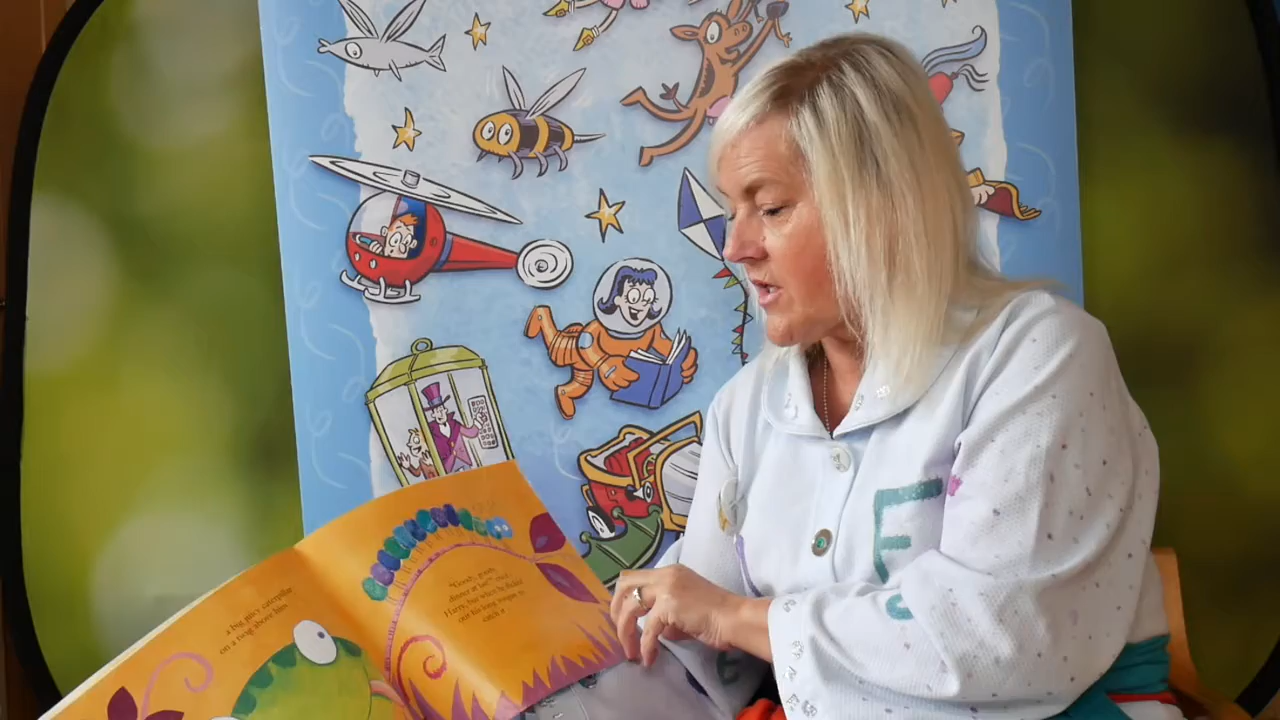 a big juicy caterpillar
on a twig above him
"Goody, goody,
dinner at last!" cried
Harry, but when he flicked
out his long tongue to
catch it
E